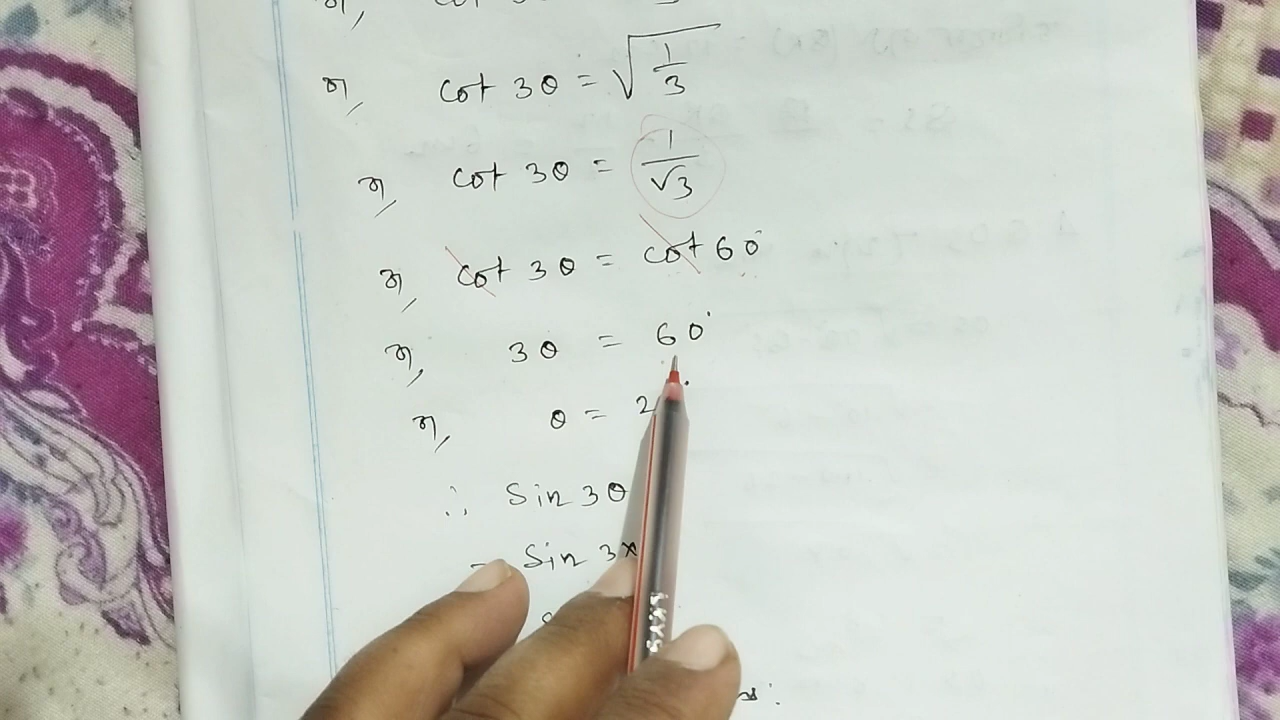 বা, cot 3θ = √(1/3)
বা, cot 3θ = 1/√3
বা, cot 3θ = cot 60°
বা, 3θ = 60°
বা, θ = 2
∴ Sin 3θ
= Sin 3×